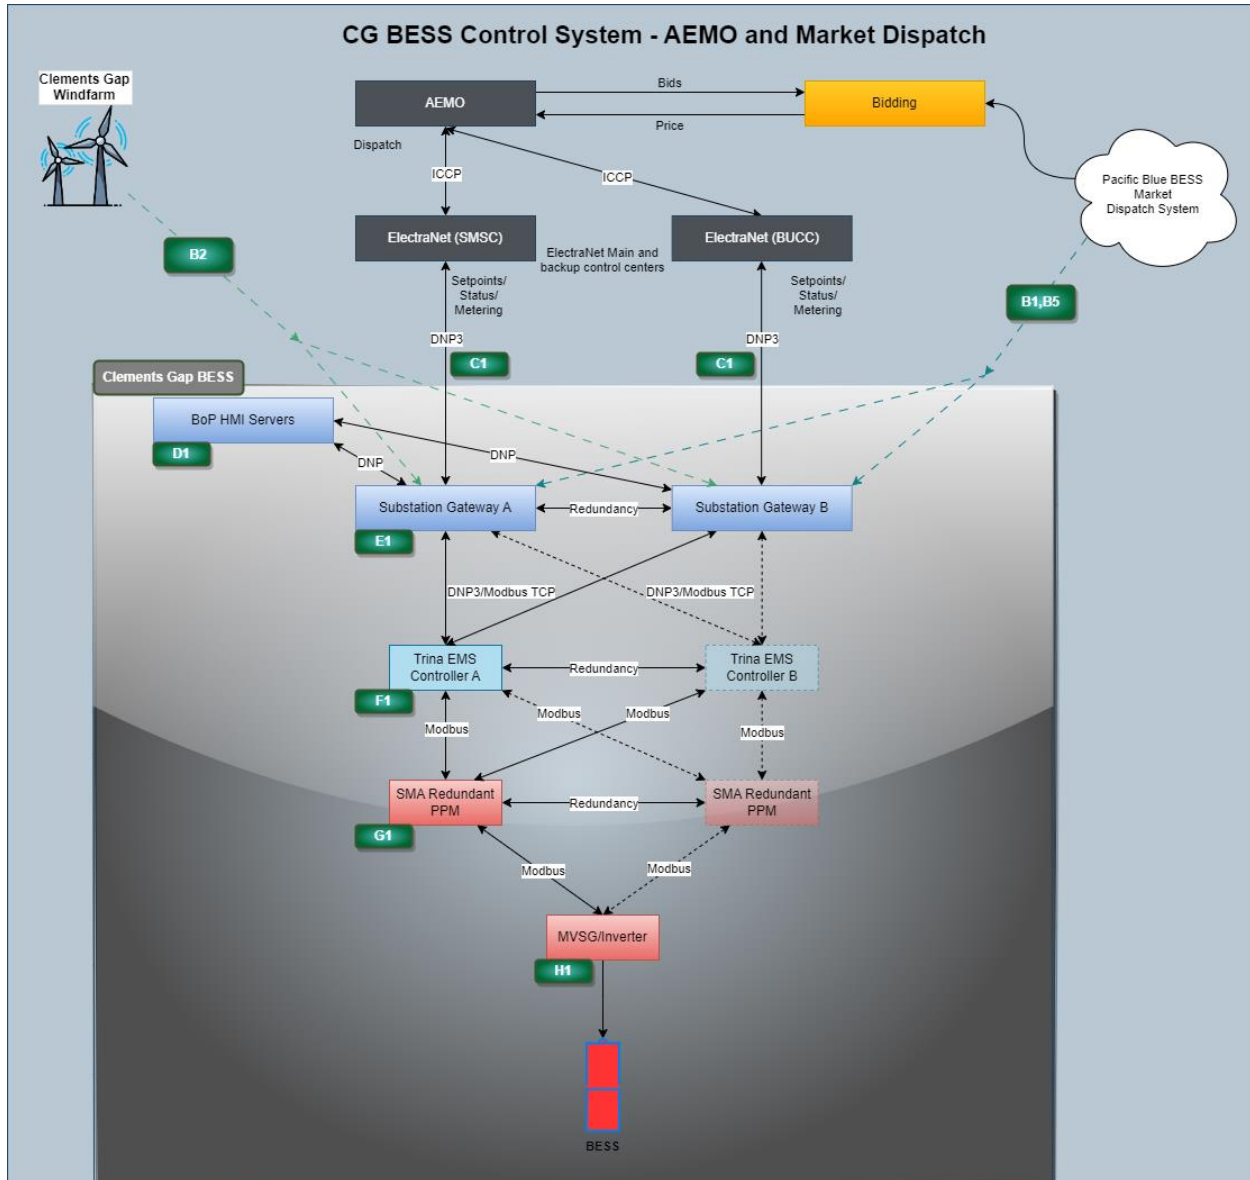 CG BESS Control System - AEMO and Market Dispatch
Clements Gap
Windfarm
AEMO
Bids
Price
Bidding
Dispatch
ICCP
ICCP
Pacific Blue BESS
Market
Dispatch System
B2
ElectraNet (SMSC)
ElectraNet Main and
backup control centers
ElectraNet (BUCC)
Setpoints/
Status/
Metering
Setpoints/
Status/
Metering
B1,B5
DNP3
DNP3
C1
C1
Clements Gap BESS
BoP HMI Servers
D1
DNP
DNP
Substation Gateway A
Redundancy
Substation Gateway B
E1
DNP3/Modbus TCP
DNP3/Modbus TCP
Trina EMS
Controller A
Redundancy
Trina EMS
Controller B
F1
Modbus
Modbus
Modbus
Modbus
SMA Redundant
PPM
Redundancy
SMA Redundant
PPM
G1
Modbus
Modbus
MVSG/Inverter
H1
BESS